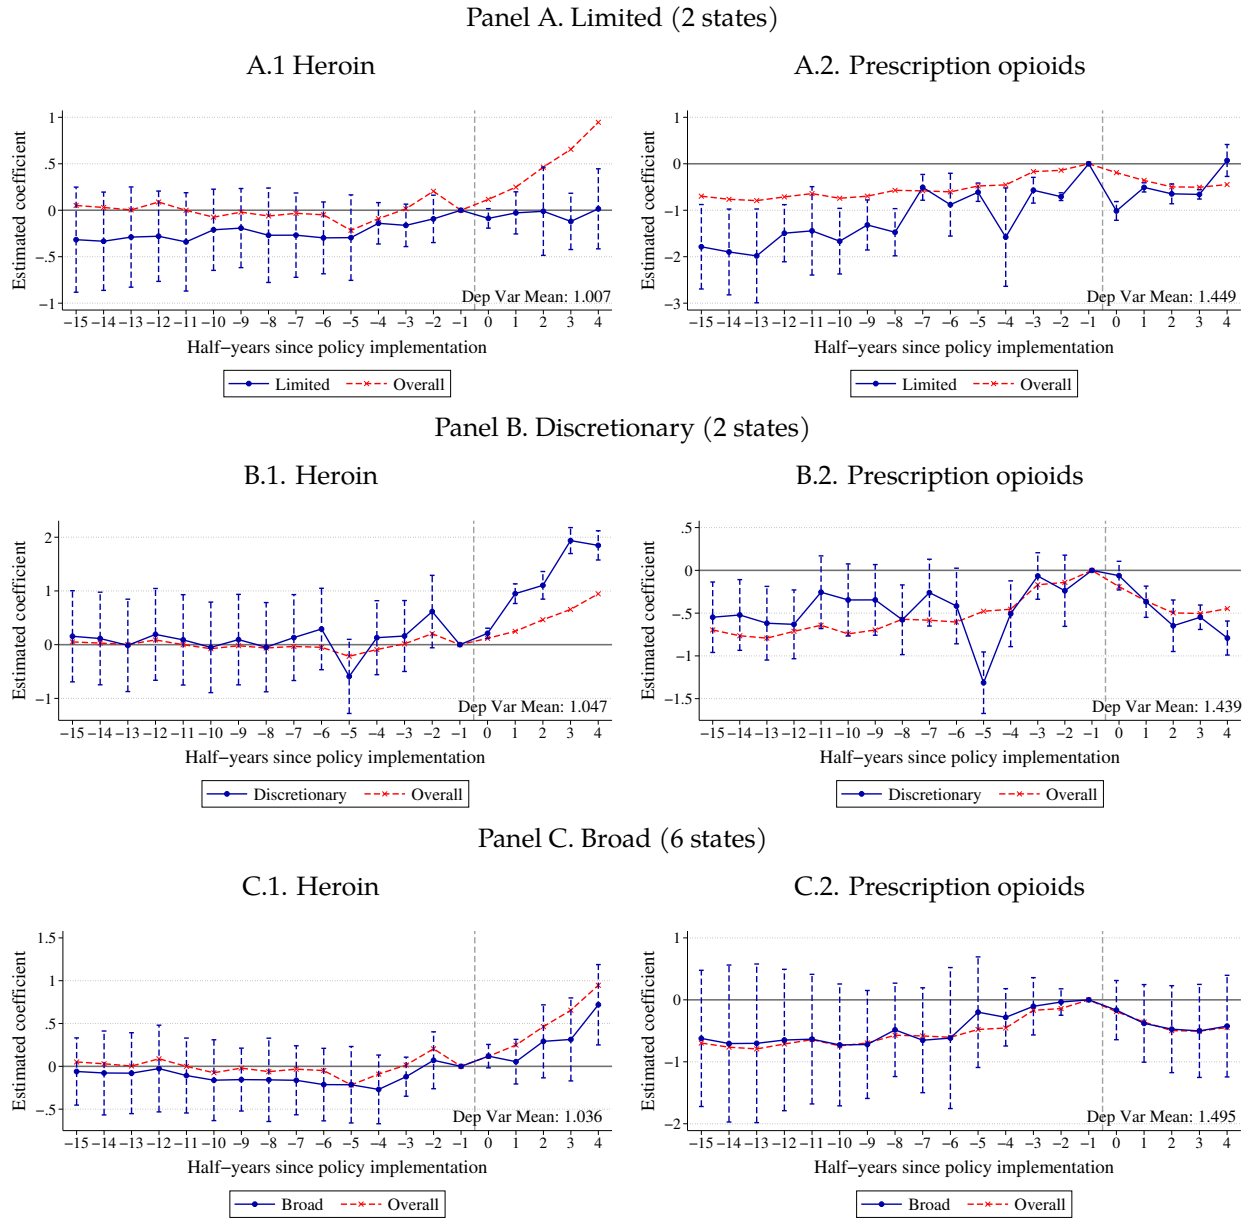 Panel A. Limited (2 states)
A.1 Heroin
A.2. Prescription opioids
Estimated coefficient
1
.5
0
−.5
−1
Dep Var Mean: 1.007
−15 −14 −13 −12 −11 −10 −9 −8 −7 −6 −5 −4 −3 −2 −1 0 1 2 3 4
Half−years since policy implementation
Limited Overall
Estimated coefficient
1
0
−1
−2
−3
Dep Var Mean: 1.449
−15 −14 −13 −12 −11 −10 −9 −8 −7 −6 −5 −4 −3 −2 −1 0 1 2 3 4
Half−years since policy implementation
Limited Overall
Panel B. Discretionary (2 states)
B.1. Heroin
B.2. Prescription opioids
Estimated coefficient
2
1
0
−1
Dep Var Mean: 1.047
−15 −14 −13 −12 −11 −10 −9 −8 −7 −6 −5 −4 −3 −2 −1 0 1 2 3 4
Half−years since policy implementation
Discretionary Overall
Estimated coefficient
.5
0
−.5
−1
−1.5
Dep Var Mean: 1.439
−15 −14 −13 −12 −11 −10 −9 −8 −7 −6 −5 −4 −3 −2 −1 0 1 2 3 4
Half−years since policy implementation
Discretionary Overall
Panel C. Broad (6 states)
C.1. Heroin
C.2. Prescription opioids
Estimated coefficient
1.5
1
.5
0
−.5
Dep Var Mean: 1.036
−15 −14 −13 −12 −11 −10 −9 −8 −7 −6 −5 −4 −3 −2 −1 0 1 2 3 4
Half−years since policy implementation
Broad Overall
Estimated coefficient
1
0
−1
−2
Dep Var Mean: 1.495
−15 −14 −13 −12 −11 −10 −9 −8 −7 −6 −5 −4 −3 −2 −1 0 1 2 3 4
Half−years since policy implementation
Broad Overall